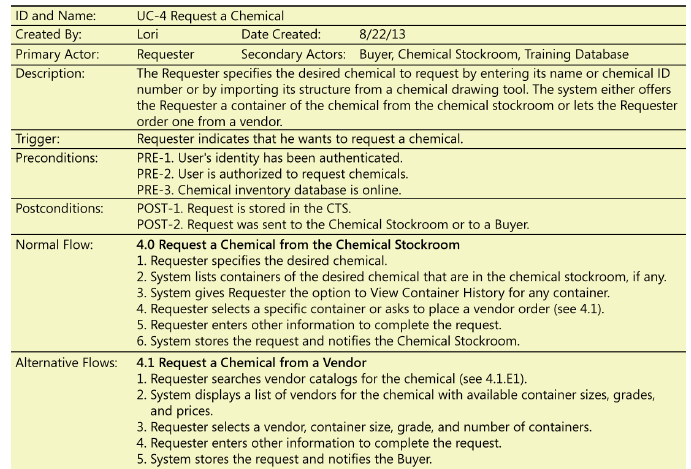 ID and Name: UC-4 Request a Chemical
Created By: Lori Date Created: 8/22/13
Primary Actor: Requester Secondary Actors: Buyer, Chemical Stockroom, Training Database
Description: The Requester specifies the desired chemical to request by entering its name or chemical ID
number or by importing its structure from a chemical drawing tool. The system either offers
the Requester a container of the chemical from the chemical stockroom or lets the Requester
order one from a vendor.
Trigger: Requester indicates that he wants to request a chemical.
Preconditions: PRE-1. User's identity has been authenticated.
PRE-2. User is authorized to request chemicals.
PRE-3. Chemical inventory database is online.
Postconditions: POST-1. Request is stored in the CTS.
POST-2. Request was sent to the Chemical Stockroom or to a Buyer.
Normal Flow: 4.0 Request a Chemical from the Chemical Stockroom
1. Requester specifies the desired chemical.
2. System lists containers of the desired chemical that are in the chemical stockroom, if any.
3. System gives Requester the option to View Container History for any container.
4. Requester selects a specific container or asks to place a vendor order (see 4.1).
5. Requester enters other information to complete the request.
6. System stores the request and notifies the Chemical Stockroom.
Alternative Flows: 4.1 Request a Chemical from a Vendor
1. Requester searches vendor catalogs for the chemical (see 4.1.E1).
2. System displays a list of vendors for the chemical with available container sizes, grades,
and prices.
3. Requester selects a vendor, container size, grade, and number of containers.
4. Requester enters other information to complete the request.
5. System stores the request and notifies the Buyer.